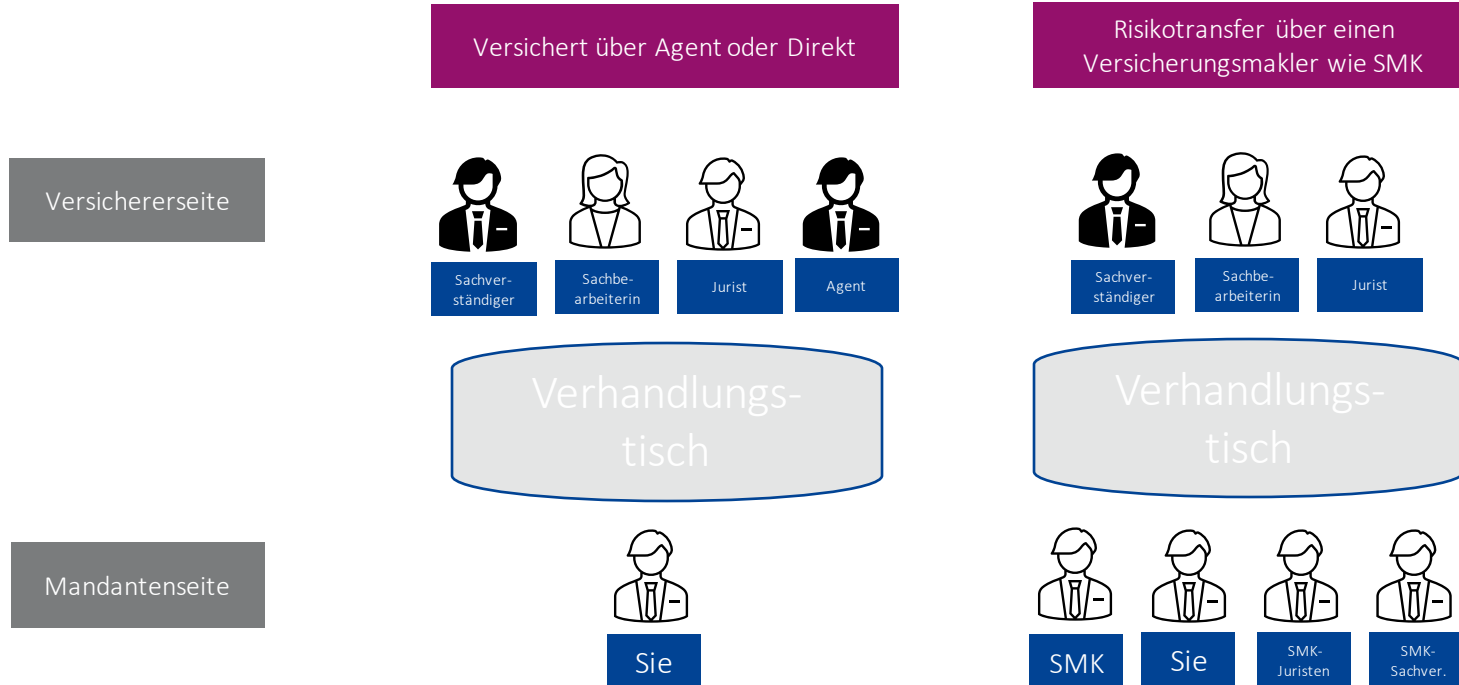 Versichert über Agent oder Direkt
Risikotransfer über einen
Versicherungsmakler wie SMK
Versichererseite
Sachver-
ständiger
Sachbe-
arbeiterin
Jurist
Agent
Sachver-
ständiger
Sachbe-
arbeiterin
Jurist
Verhandlungs-
tisch
Verhandlungs-
tisch
Mandantenseite
Sie
SMK
Sie
SMK-
Juristen
SMK-
Sachver.